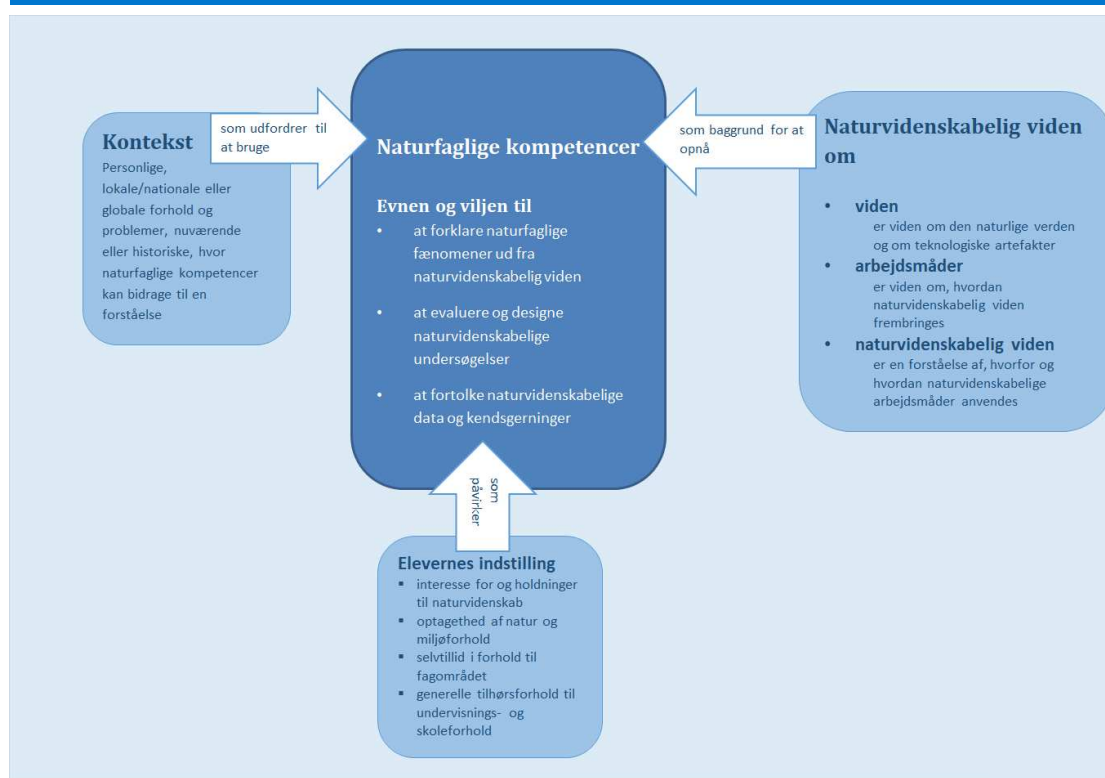 Kontekst
Personlige,
lokale/nationale eller
globale forhold og
problemer, nuværende
eller historiske, hvor
naturfaglige kompetencer
kan bidrage til en
forståelse
som udfordrer til
at bruge
Naturfaglige kompetencer
Evnen og viljen til
• at forklare naturfaglige
fænomener ud fra
naturvidenskabelig viden
• at evaluere og designe
naturvidenskabelige
undersøgelser
• at fortolke naturvidenskabelige
data og kendsgerninger
som baggrund for at
opnå
Naturvidenskabelig viden
om
• viden
er viden om den naturlige verden
og om teknologiske artefakter
• arbejdsmåder
er viden om, hvordan
naturvidenskabelig viden
frembringes
• naturvidenskabelig viden
er en forståelse af, hvorfor og
hvordan naturvidenskabelige
arbejdsmåder anvendes
som
påvirker
Elevernes indstilling
▪ interesse for og holdninger
til naturvidenskab
▪ optagethed af natur og
miljøforhold
▪ selvtillid i forhold til
fagområdet
▪ generelle tilhørsforhold til
undervisnings- og
skoleforhold